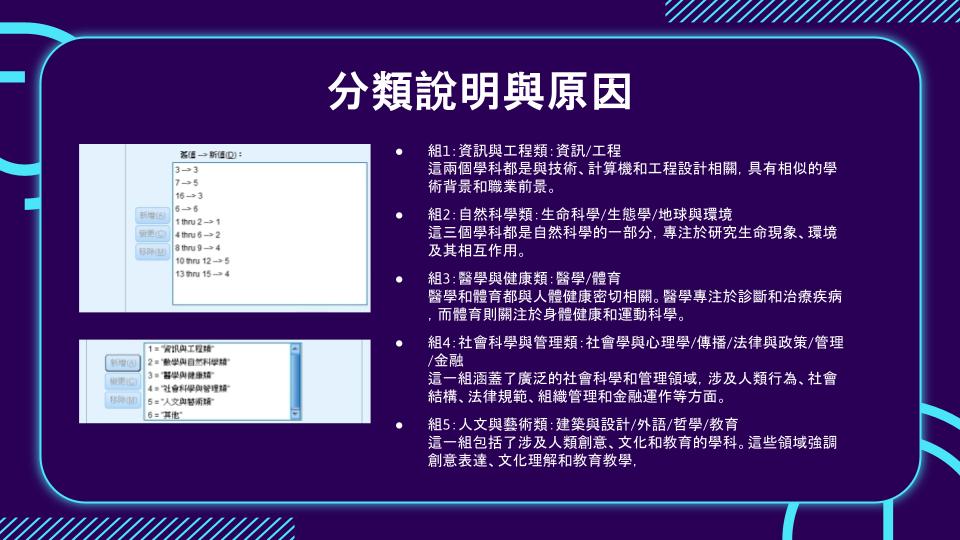 分類說明與原因
舊值 --> 新值(D)：
3 --> 3
7 --> 5
16 --> 3
6 --> 6
1 thru 2 --> 1
4 thru 6 --> 2
8 thru 9 --> 4
10 thru 12 --> 5
13 thru 15 --> 4
新增(A)
變更(C)
移除(M)
新增(A)
變更(C)
移除(M)
1 = "資訊與工程類"
2 = "數學與自然科學類"
3 = "醫學與健康類"
4 = "社會科學與管理類"
5 = "人文與藝術類"
6 = "其他"
● 組1：資訊與工程類：資訊/工程
這兩個學科都是與技術、計算機和工程設計相關，具有相似的學
術背景和職業前景。
● 組2：自然科學類：生命科學/生態學/地球與環境
這三個學科都是自然科學的一部分，專注於研究生命現象、環境
及其相互作用。
● 組3：醫學與健康類：醫學/體育
醫學和體育都與人體健康密切相關。醫學專注於診斷和治療疾病
，而體育則關注於身體健康和運動科學。
● 組4：社會科學與管理類：社會學與心理學/傳播/法律與政策/管理
/金融
這一組涵蓋了廣泛的社會科學和管理領域，涉及人類行為、社會
結構、法律規範、組織管理和金融運作等方面。
● 組5：人文與藝術類：建築與設計/外語/哲學/教育
這一組包括了涉及人類創意、文化和教育的學科。這些領域強調
創意表達、文化理解和教育教學，